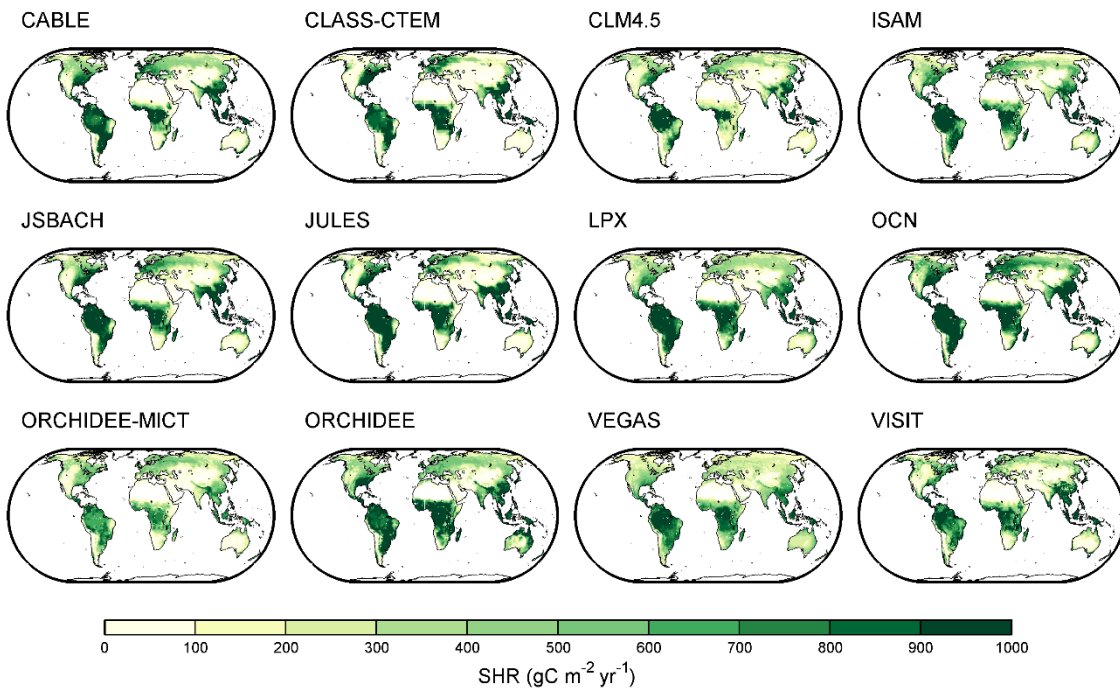 CABLE CLASS-CTEM CLM4.5 ISAM
JSBACH JULES LPX OCN
ORCHIDEE-MICT ORCHIDEE VEGAS VISIT
0 100 200 300 400 500 600 700 800 900 1000
SHR (gC m⁻² yr⁻¹)